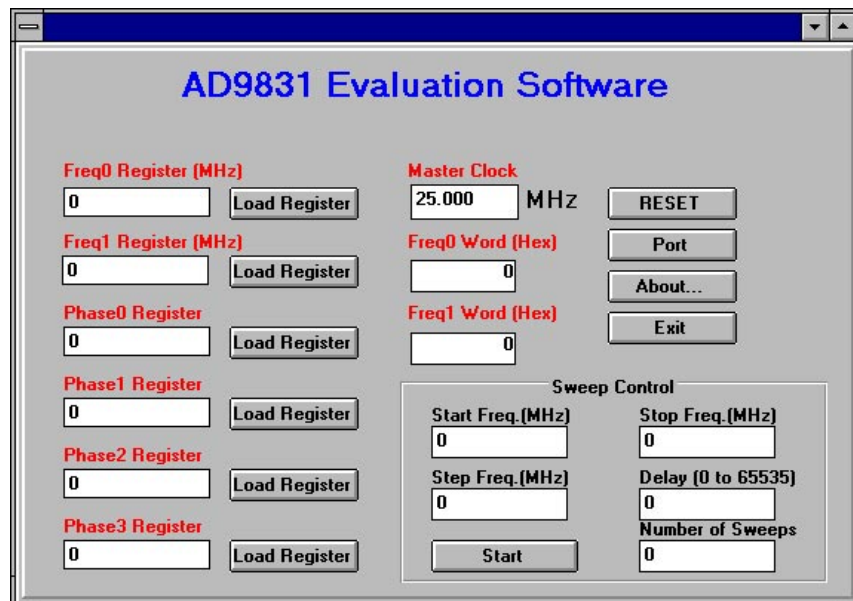 AD9831 Evaluation Software
Freq0 Register (MHz)
0
Load Register
Freq1 Register (MHz)
0
Load Register
Phase0 Register
0
Load Register
Phase1 Register
0
Load Register
Phase2 Register
0
Load Register
Phase3 Register
0
Load Register
Master Clock
25.000 MHz
Freq0 Word (Hex)
0
Freq1 Word (Hex)
0
RESET
Port
About...
Exit
Sweep Control
Start Freq.(MHz)
0
Stop Freq.(MHz)
0
Step Freq.(MHz)
0
Delay (0 to 65535)
0
Number of Sweeps
0
Start